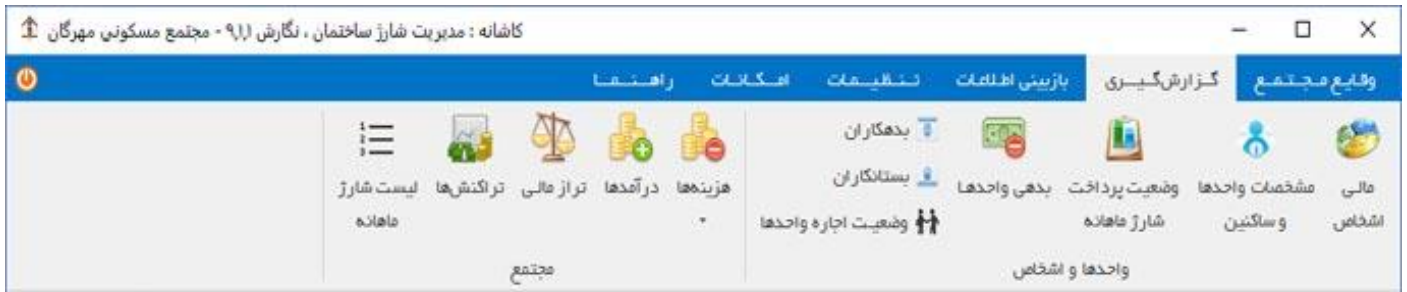 کاشانه : مدیریت شارژ ساختمان ، نگارش ۹,۱,۱ - مجتمع مسکونی مهرگان
وقایع مجتمع گزارش‌گیری بازبینی اطلاعات تنظیمات امکانات راهنما
مالی اشخاص
مشخصات واحدها و ساکنین
وضعیت پرداخت شارژ ماهانه
بدهی واحدها
بدهکاران
بستانکاران
وضعیت اجاره واحدها
واحدها و اشخاص
هزینه‌ها
درآمدها
تراز مالی
تراکنش‌ها
لیست شارژ ماهانه
مجتمع